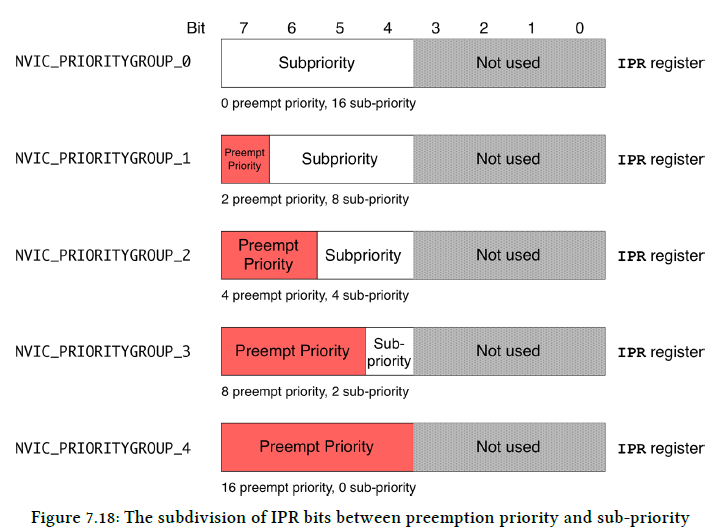 Bit 7 6 5 4 3 2 1 0
NVIC_PRIORITYGROUP_0 Subpriority Not used IPR register
0 preempt priority, 16 sub-priority
NVIC_PRIORITYGROUP_1 Preempt Priority Subpriority Not used IPR register
2 preempt priority, 8 sub-priority
NVIC_PRIORITYGROUP_2 Preempt Priority Subpriority Not used IPR register
4 preempt priority, 4 sub-priority
NVIC_PRIORITYGROUP_3 Preempt Priority Sub-priority Not used IPR register
8 preempt priority, 2 sub-priority
NVIC_PRIORITYGROUP_4 Preempt Priority Not used IPR register
16 preempt priority, 0 sub-priority
Figure 7.18: The subdivision of IPR bits between preemption priority and sub-priority